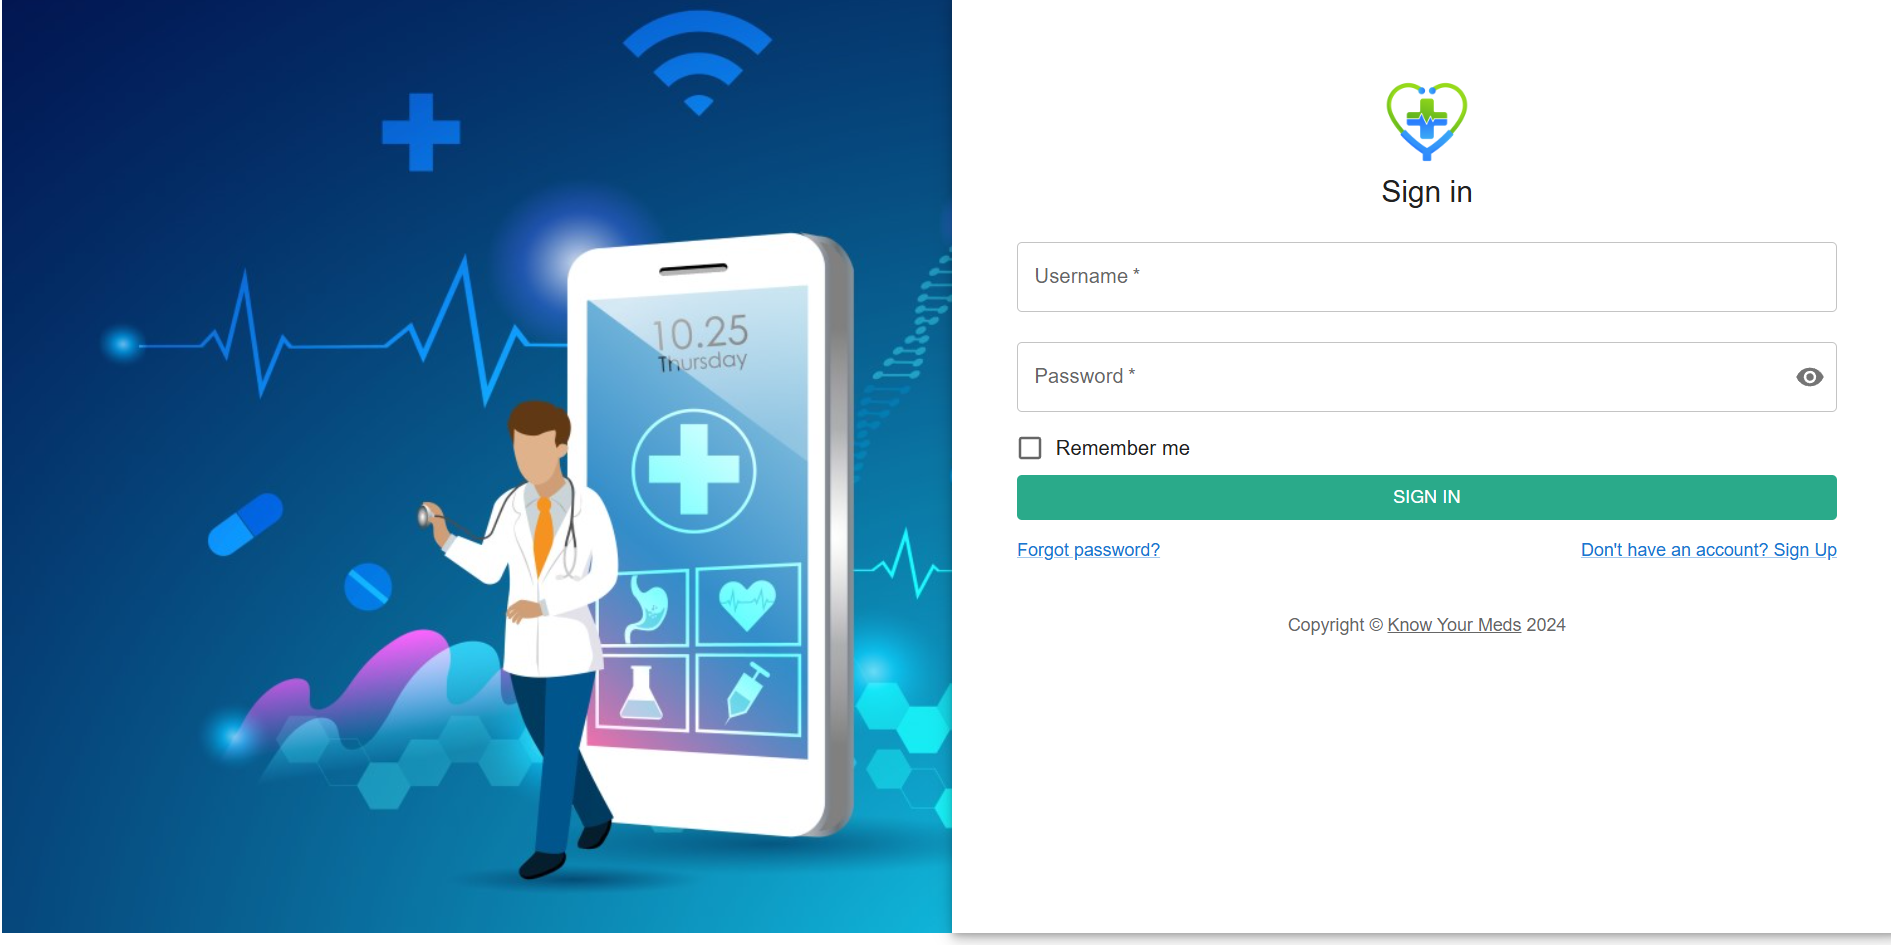 10.25
Thursday
Sign in
Username *
Password *
Remember me
SIGN IN
Forgot password?
Don't have an account? Sign Up
Copyright © Know Your Meds 2024